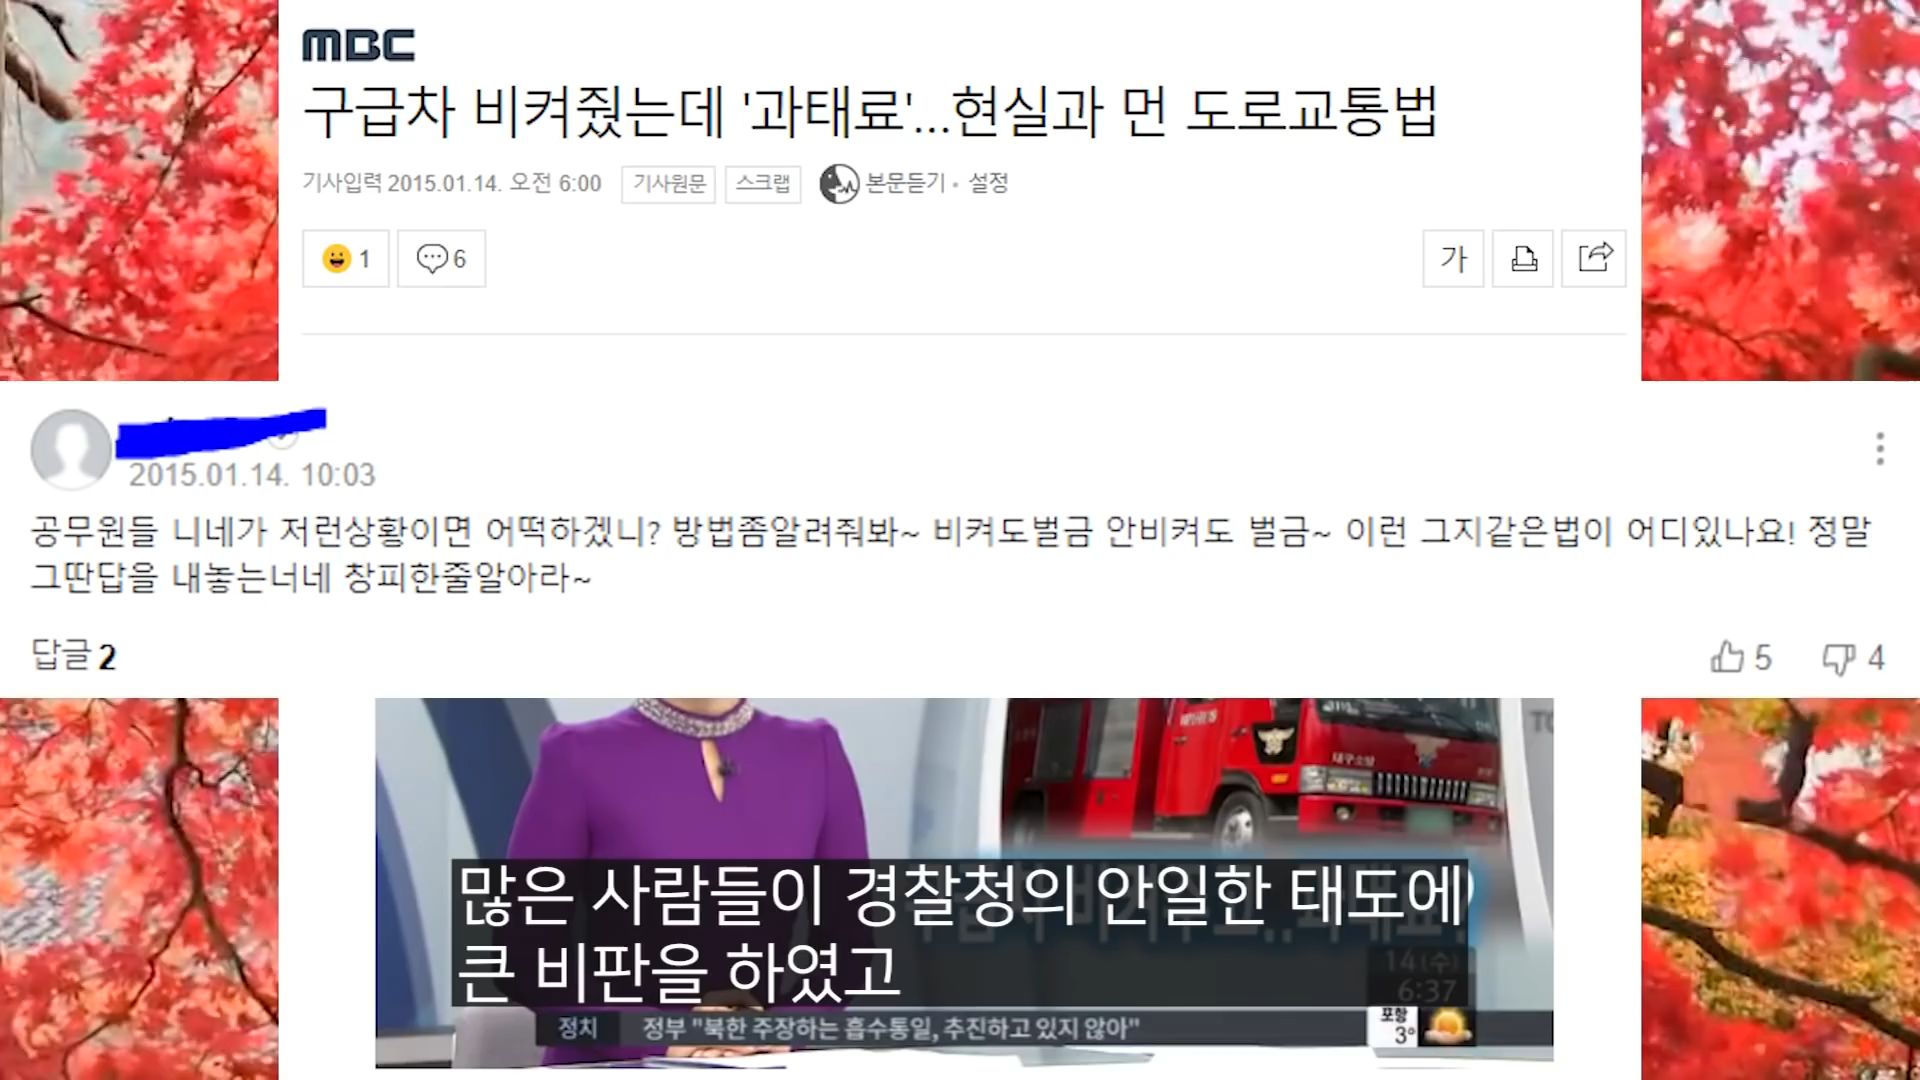 MBC
구급차 비켜줬는데 '과태료'...현실과 먼 도로교통법
기사입력 2015.01.14. 오전 6:00 기사원문 스크랩 본문듣기 · 설정
1 6 가
2015.01.14. 10:03
공무원들 니네가 저런상황이면 어떡하겠니? 방법좀알려줘봐~ 비켜도벌금 안비켜도 벌금~ 이런 그지같은법이 어디있나요! 정말
그딴답을 내놓는너네 창피한줄알아라~
답글 2 5 4
대구소방
많은 사람들이 경찰청의 안일한 태도에
큰 비판을 하였고
14(수)
6:37
정치 정부 "북한 주장하는 흡수통일, 추진하고 있지 않아" 포항
3°